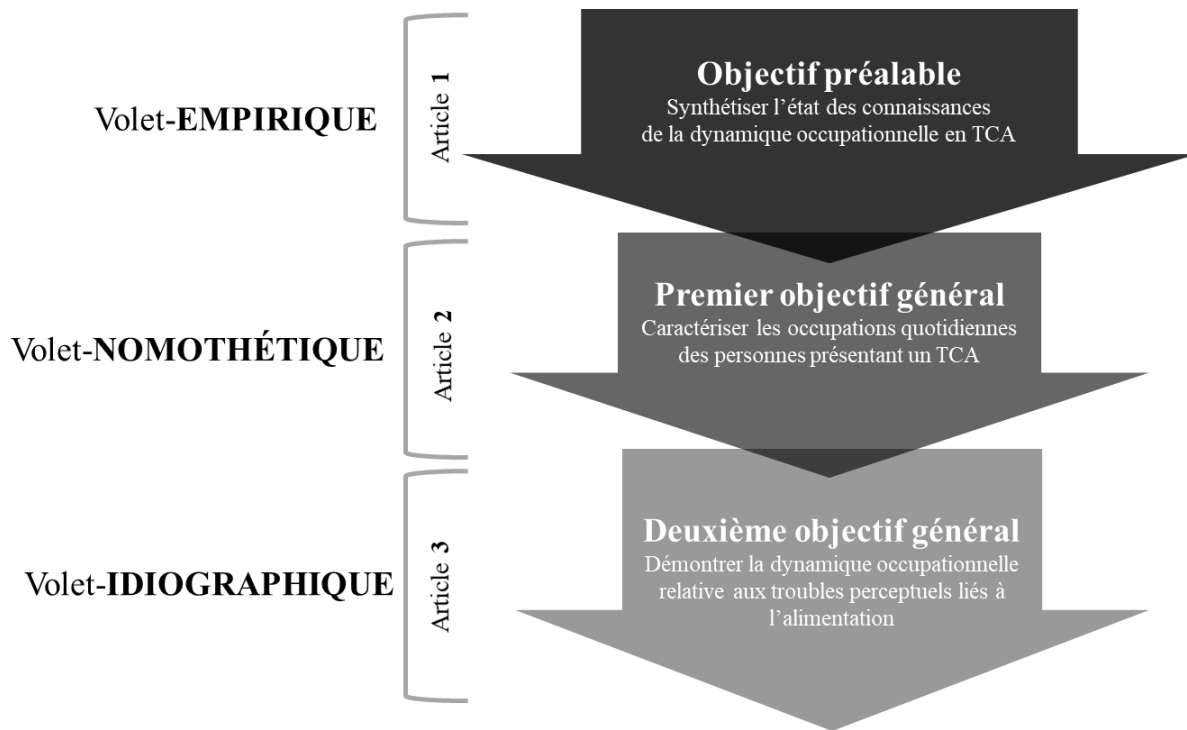 Volet-EMPIRIQUE
Article 1
Objectif préalable
Synthétiser l'état des connaissances
de la dynamique occupationnelle en TCA
Volet-NOMOTHÉTIQUE
Article 2
Premier objectif général
Caractériser les occupations quotidiennes
des personnes présentant un TCA
Volet-IDIOGRAPHIQUE
Article 3
Deuxième objectif général
Démontrer la dynamique occupationnelle
relative aux troubles perceptuels liés à
l'alimentation